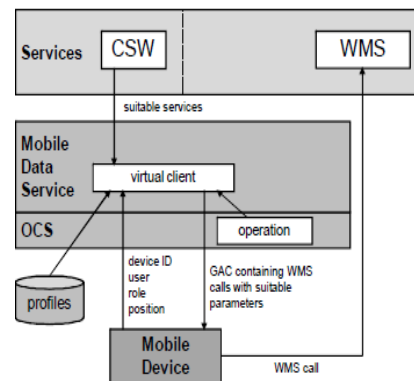 Services
CSW
WMS
suitable services
Mobile
Data
Service
virtual client
OCS
operation
profiles
device ID
user
role
position
GAC containing WMS
calls with suitable
parameters
Mobile
Device
WMS call